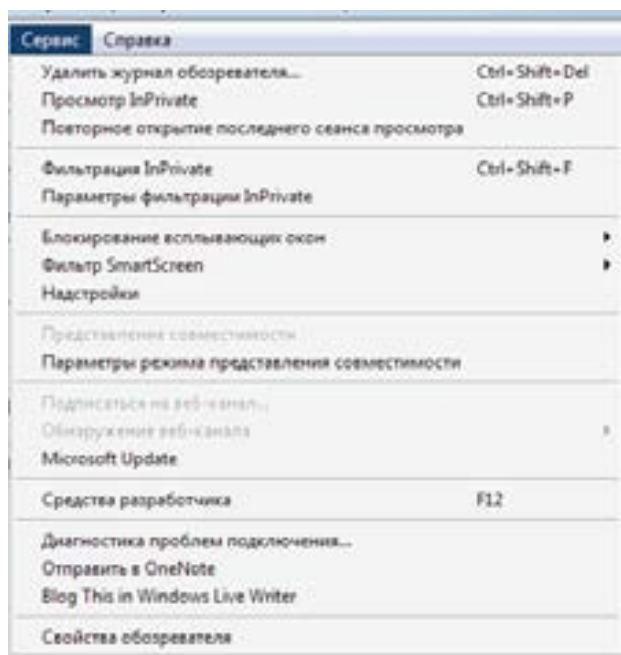 Сервис Справка
Удалить журнал обозревателя... Ctrl+Shift+Del
Просмотр InPrivate Ctrl+Shift+P
Повторное открытие последнего сеанса просмотра
Фильтрация InPrivate Ctrl+Shift+F
Параметры фильтрации InPrivate
Блокирование всплывающих окон
Фильтр SmartScreen
Надстройки
Представление совместимости
Параметры режима представления совместимости
Подписаться на веб-канал...
Обнаружение веб-канала
Microsoft Update
Средства разработчика F12
Диагностика проблем подключения...
Отправить в OneNote
Blog This in Windows Live Writer
Свойства обозревателя